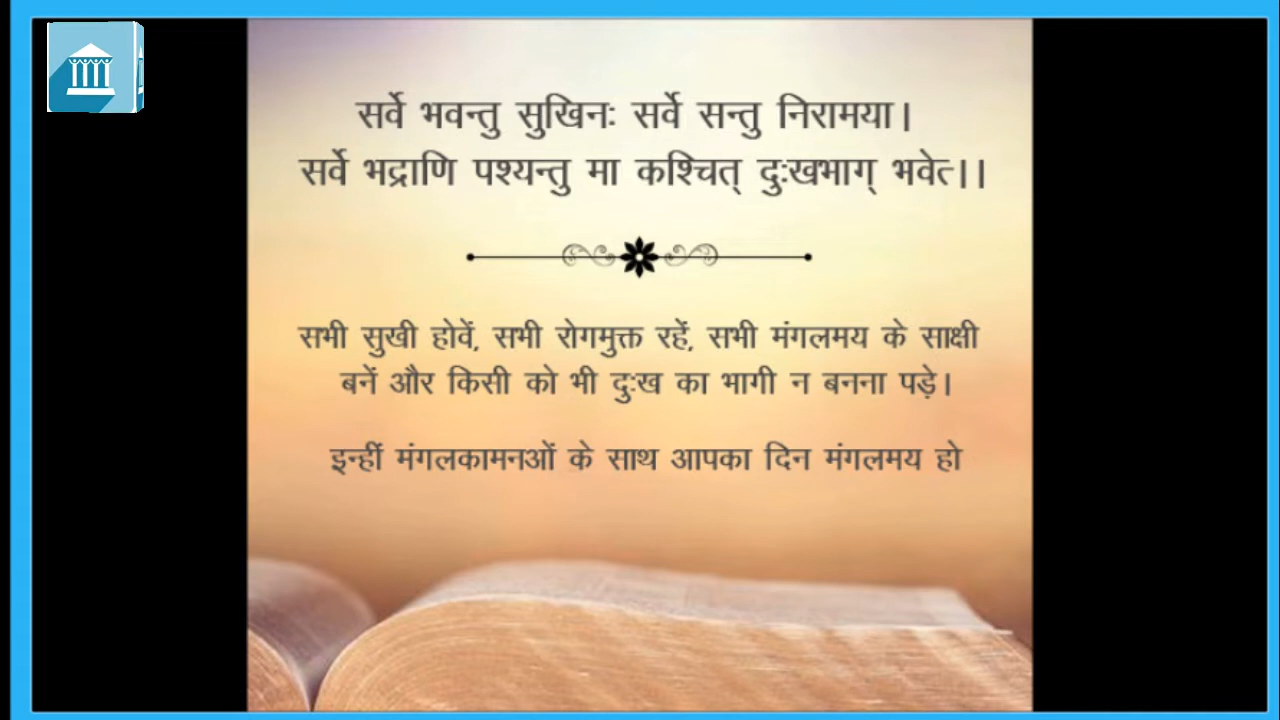 सर्वे भवन्तु सुखिनः सर्वे सन्तु निरामया।
सर्वे भद्राणि पश्यन्तु मा कश्चित् दुःखभाग् भवेत।।
सभी सुखी होवें, सभी रोगमुक्त रहें, सभी मंगलमय के साक्षी
बनें और किसी को भी दुःख का भागी न बनना पड़े।
इन्हीं मंगलकामनओं के साथ आपका दिन मंगलमय हो